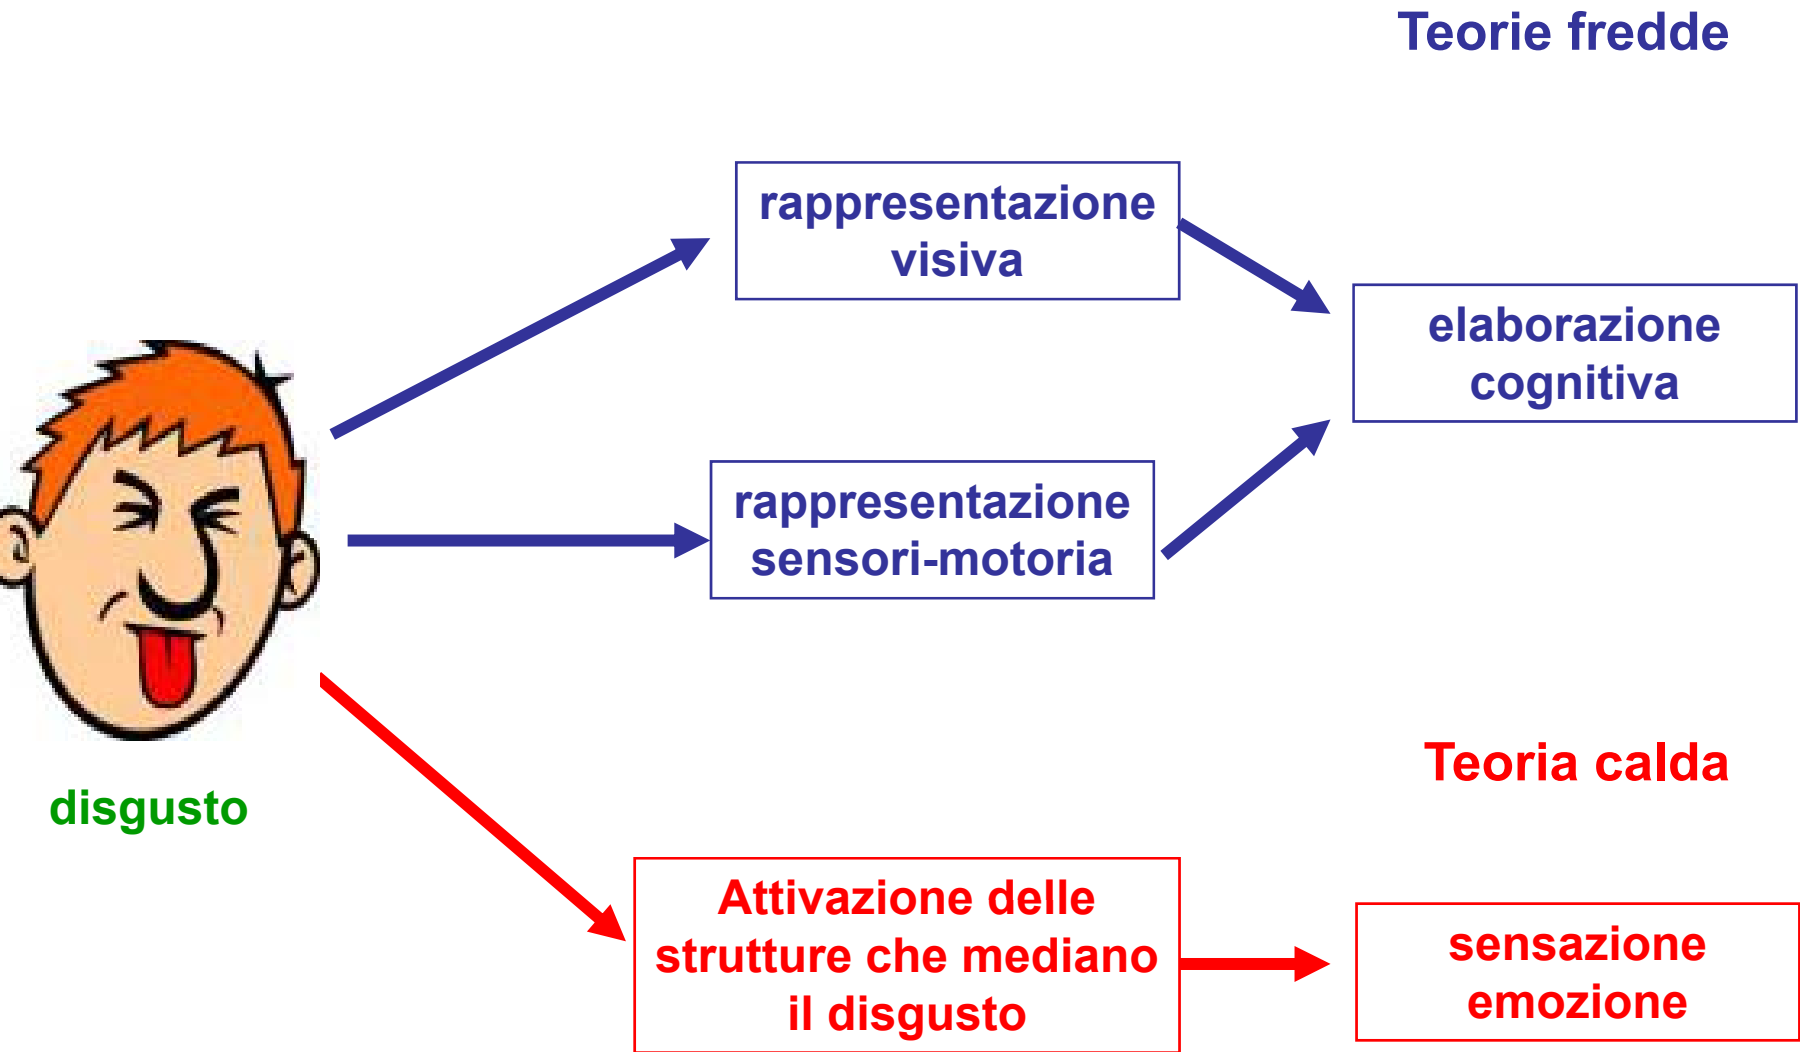 Teorie fredde
rappresentazione
visiva
elaborazione
cognitiva
rappresentazione
sensori-motoria
Teoria calda
disgusto
Attivazione delle
strutture che mediano
il disgusto
sensazione
emozione